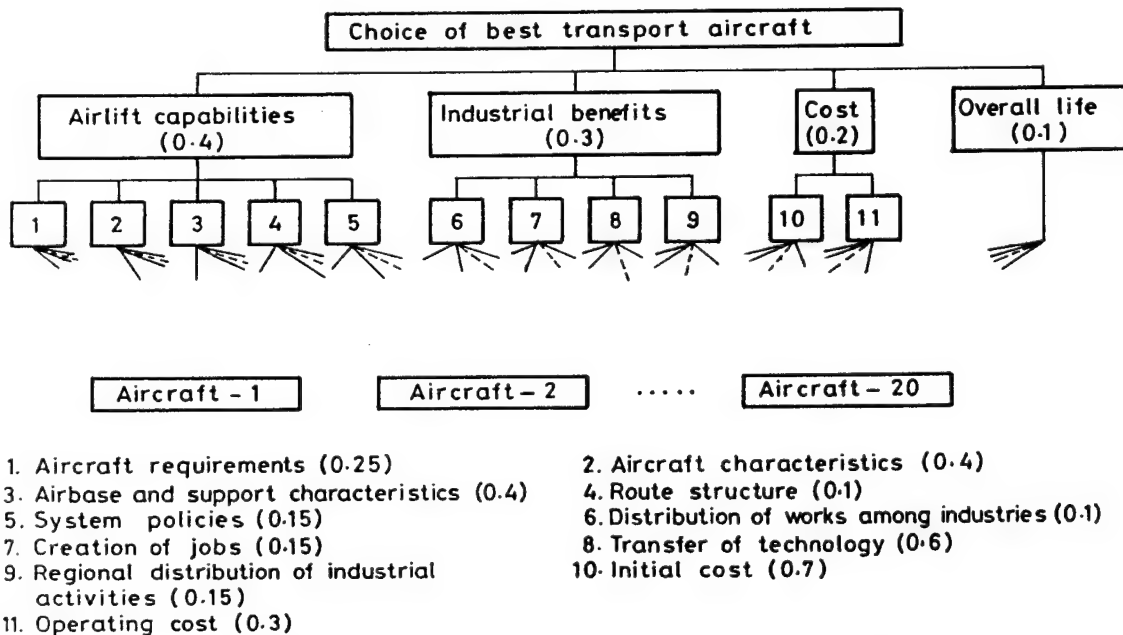 Choice of best transport aircraft
Airlift capabilities
(0.4)
Industrial benefits
(0.3)
Cost
(0.2)
Overall life
(0.1)
1 2 3 4 5 6 7 8 9 10 11
Aircraft - 1 Aircraft - 2 ..... Aircraft - 20
1. Aircraft requirements (0.25)
2. Aircraft characteristics (0.4)
3. Airbase and support characteristics (0.4)
4. Route structure (0.1)
5. System policies (0.15)
6. Distribution of works among industries (0.1)
7. Creation of jobs (0.15)
8. Transfer of technology (0.6)
9. Regional distribution of industrial
activities (0.15)
10. Initial cost (0.7)
11. Operating cost (0.3)